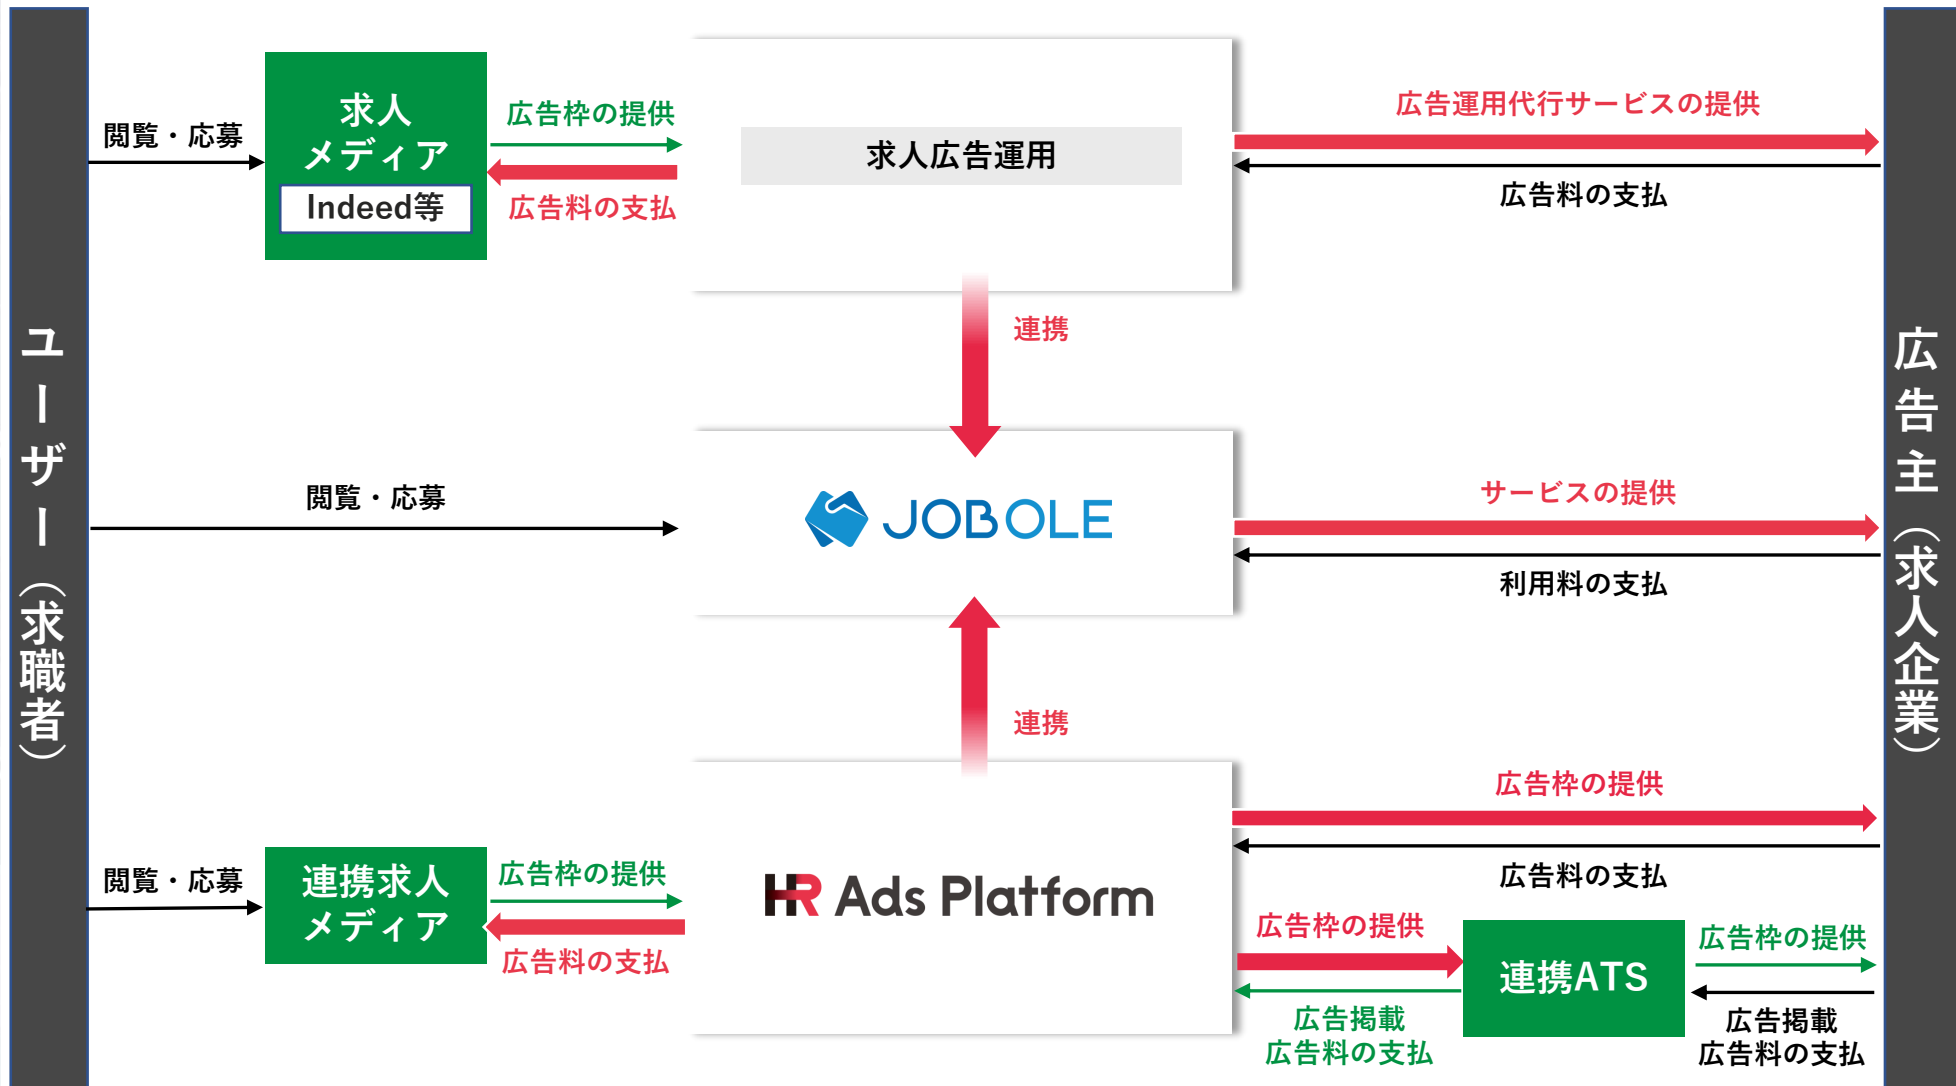 ユーザー（求職者）
閲覧・応募
求人
メディア
Indeed等
広告枠の提供
広告料の支払
求人広告運用
広告運用代行サービスの提供
広告料の支払
連携
閲覧・応募
JOBOLE
サービスの提供
利用料の支払
連携
閲覧・応募
連携求人
メディア
広告枠の提供
広告料の支払
HR Ads Platform
広告枠の提供
広告料の支払
広告枠の提供
広告掲載
広告料の支払
連携ATS
広告枠の提供
広告掲載
広告料の支払
広告主（求人企業）